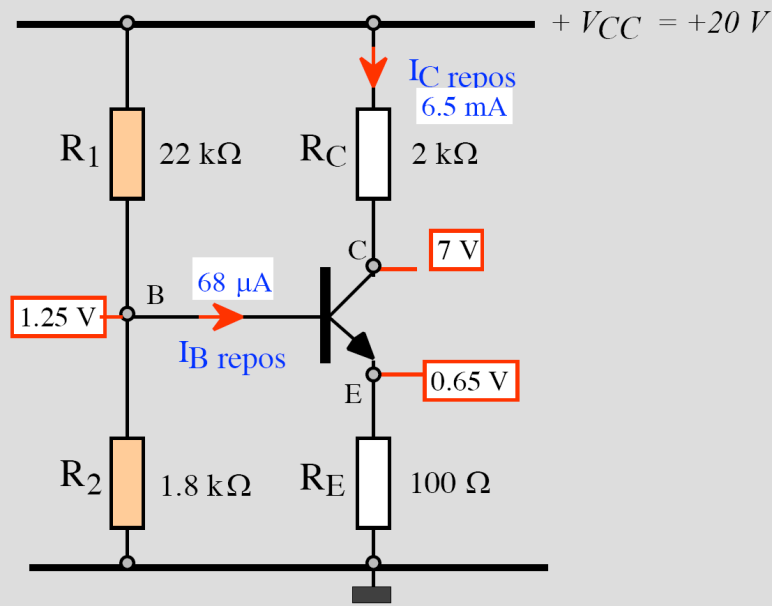 + VCC = +20 V
IC repos
6.5 mA
R1 22 kΩ
RC 2 kΩ
C
7 V
B
68 µA
1.25 V
IB repos
E
0.65 V
R2 1.8 kΩ
RE 100 Ω